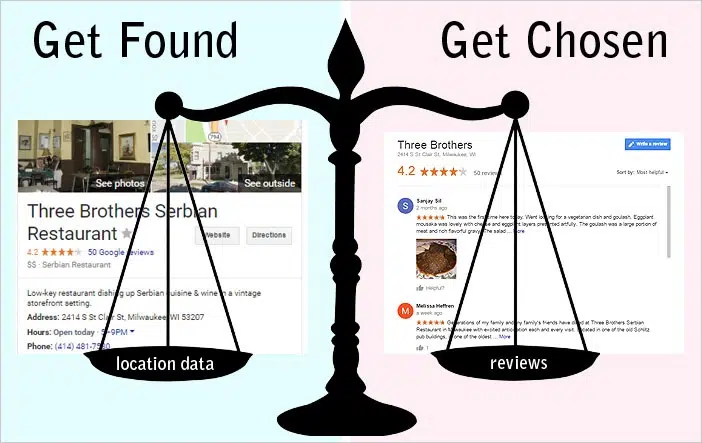 Get Found
Get Chosen
794
See photos
See outside
Three Brothers Serbian
Restaurant
Website
Directions
4.2 ★★★★★ 50 Google reviews
$$ · Serbian Restaurant
Low-key restaurant dishing up Serbian cuisine & wine in a vintage
storefront setting.
Address: 2414 S St Clair St, Milwaukee, WI 53207
Hours: Open today · 5–9PM
Phone: (414) 481-7530
location data
Three Brothers
2414 S St Clair St, Milwaukee, WI
Write a review
4.2 ★★★★★ 50 reviews
Sort by: Most helpful
S
Sanjay Sil
2 months ago
★★★★★ This was the first time here today. Went looking for a vegetarian dish and goulash. Eggplant
mousaka was lovely with cheese and eggplant layers presented artfully. The goulash was a large portion of
meat and rich flavorful gravy. The salad ... More
Helpful?
M
Melissa Heffren
a week ago
★★★★★ Generations of my family and my family's friends have dined at Three Brothers Serbian
Restaurant in Milwaukee with excited anticipation each and every visit. Located in one of the old Schlitz
pub buildings, one of the oldest ... More
1
reviews